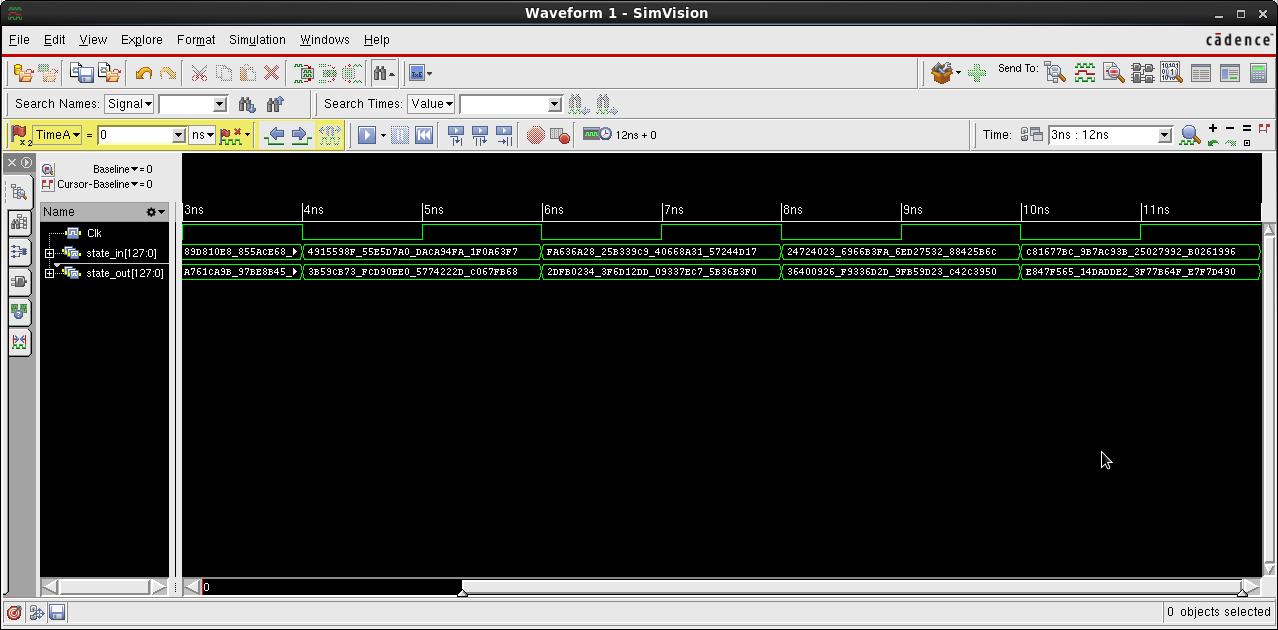 Waveform 1 - SimVision
File Edit View Explore Format Simulation Windows Help
cādence
Send To:
Search Names: Signal Search Times: Value
TimeA = 0 ns 12ns + 0 Time: 3ns : 12ns
Baseline = 0
Cursor-Baseline = 0
Name 3ns 4ns 5ns 6ns 7ns 8ns 9ns 10ns 11ns
Clk
state_in[127:0] 89D810E8_855ACE68_ 4915598F_55E5D7A0_DACA94FA_1F0A63F7 FA636A28_25B339C9_40668A31_57244D17 24724023_6966B3FA_6ED27532_88425B6C C81677BC_9B7AC93B_25027992_B0261996
state_out[127:0] A761CA9B_97BE8B45_ 3B59CB73_FCD90EE0_5774222D_C067FB68 2DFB0234_3F6D12DD_09337EC7_5B36E3F0 36400926_F9336D2D_9FB59D23_C42C3950 E847F565_14DADDE2_3F77B64F_E7F7D490
0
0 objects selected